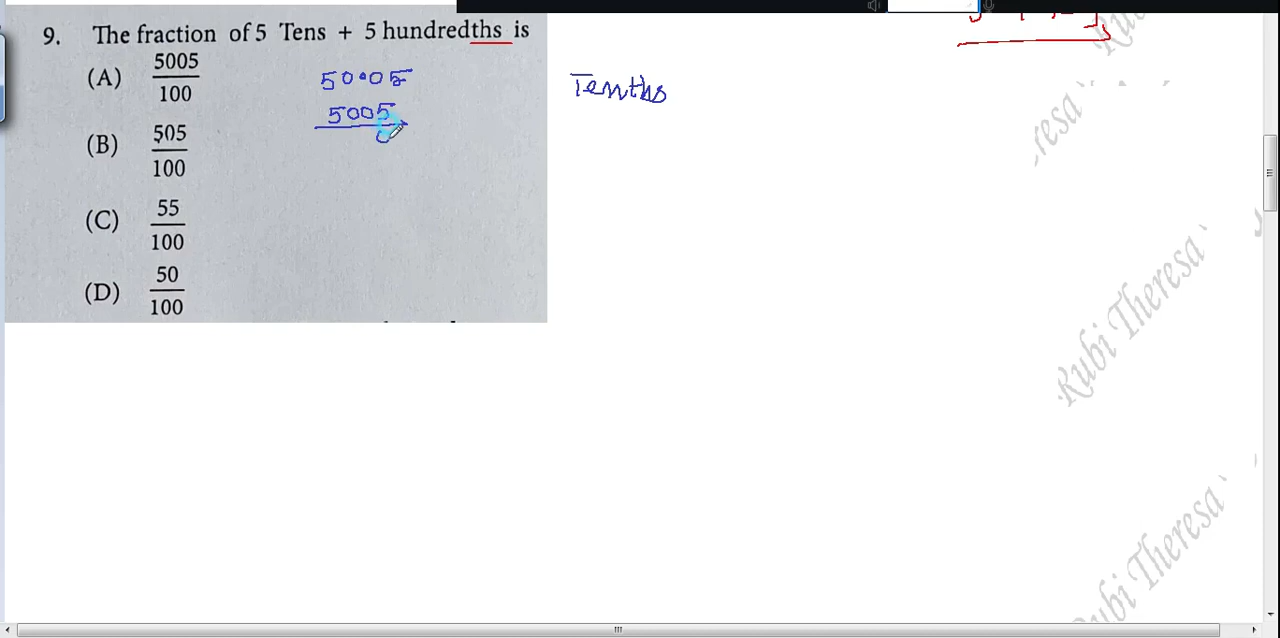 9. The fraction of 5 Tens + 5 hundredths is
(A) 5005/100
(B) 505/100
(C) 55/100
(D) 50/100
50.05
5005
Tenths
Rubi Theresa
Rubi Theresa